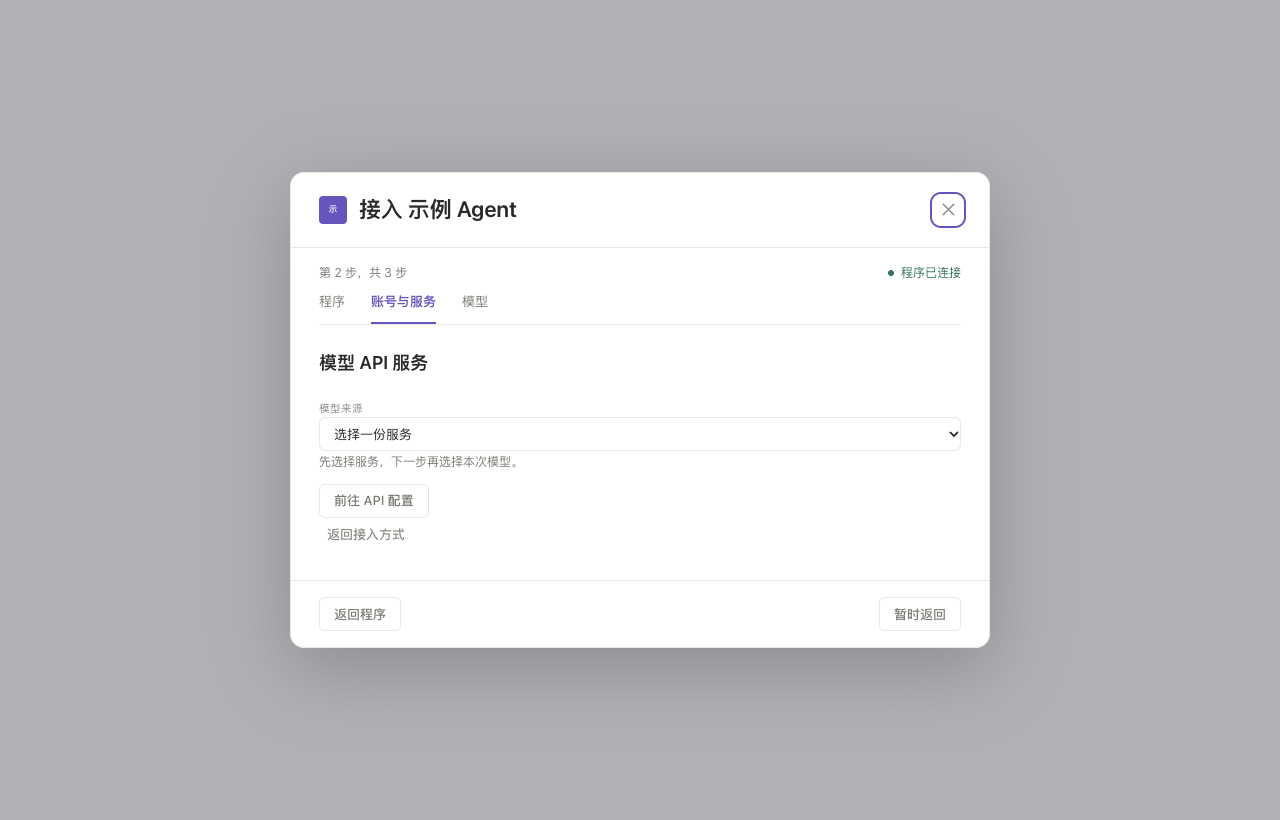 示
接入 示例 Agent
第 2 步，共 3 步
程序已连接
程序
账号与服务
模型
模型 API 服务
模型来源
选择一份服务
先选择服务，下一步再选择本次模型。
前往 API 配置
返回接入方式
返回程序
暂时返回